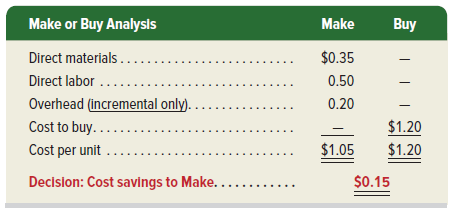 Make or Buy Analysis Make Buy
Direct materials . . . . . . . . . . . . . . . . . . . . . . . . . . . $0.35 —
Direct labor . . . . . . . . . . . . . . . . . . . . . . . . . . . . . . 0.50 —
Overhead (incremental only). . . . . . . . . . . . . . . . 0.20 —
Cost to buy. . . . . . . . . . . . . . . . . . . . . . . . . . . . . . — $1.20
Cost per unit . . . . . . . . . . . . . . . . . . . . . . . . . . . . $1.05 $1.20
Decision: Cost savings to Make. . . . . . . . . . . . $0.15